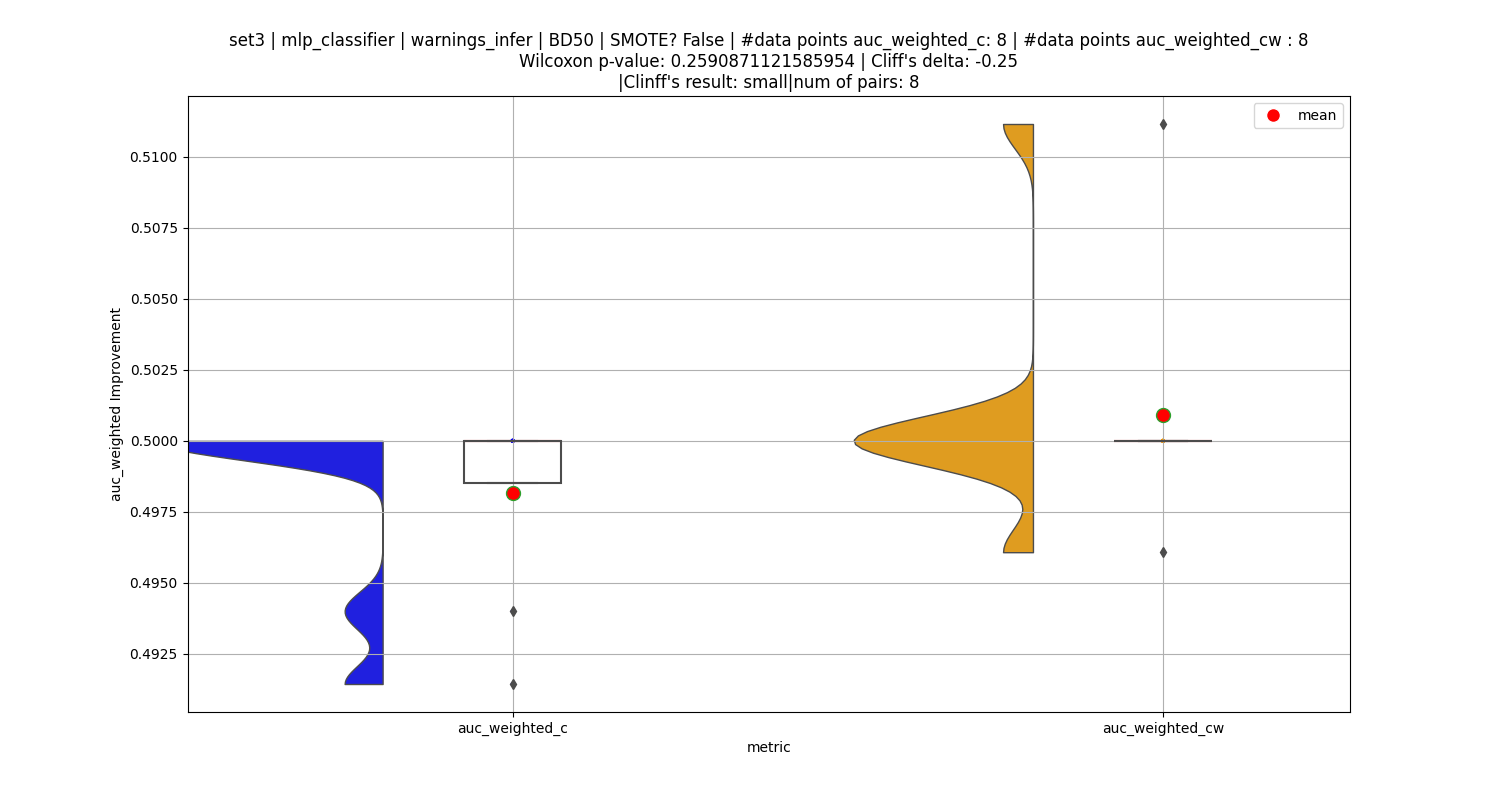 set3 | mlp_classifier | warnings_infer | BD50 | SMOTE? False | #data points auc_weighted_c: 8 | #data points auc_weighted_cw : 8
Wilcoxon p-value: 0.2590871121585954 | Cliff's delta: -0.25
|Clinff's result: small|num of pairs: 8
mean
0.5100
0.5075
0.5050
0.5025
0.5000
0.4975
0.4950
0.4925
auc_weighted Improvement
auc_weighted_c
auc_weighted_cw
metric